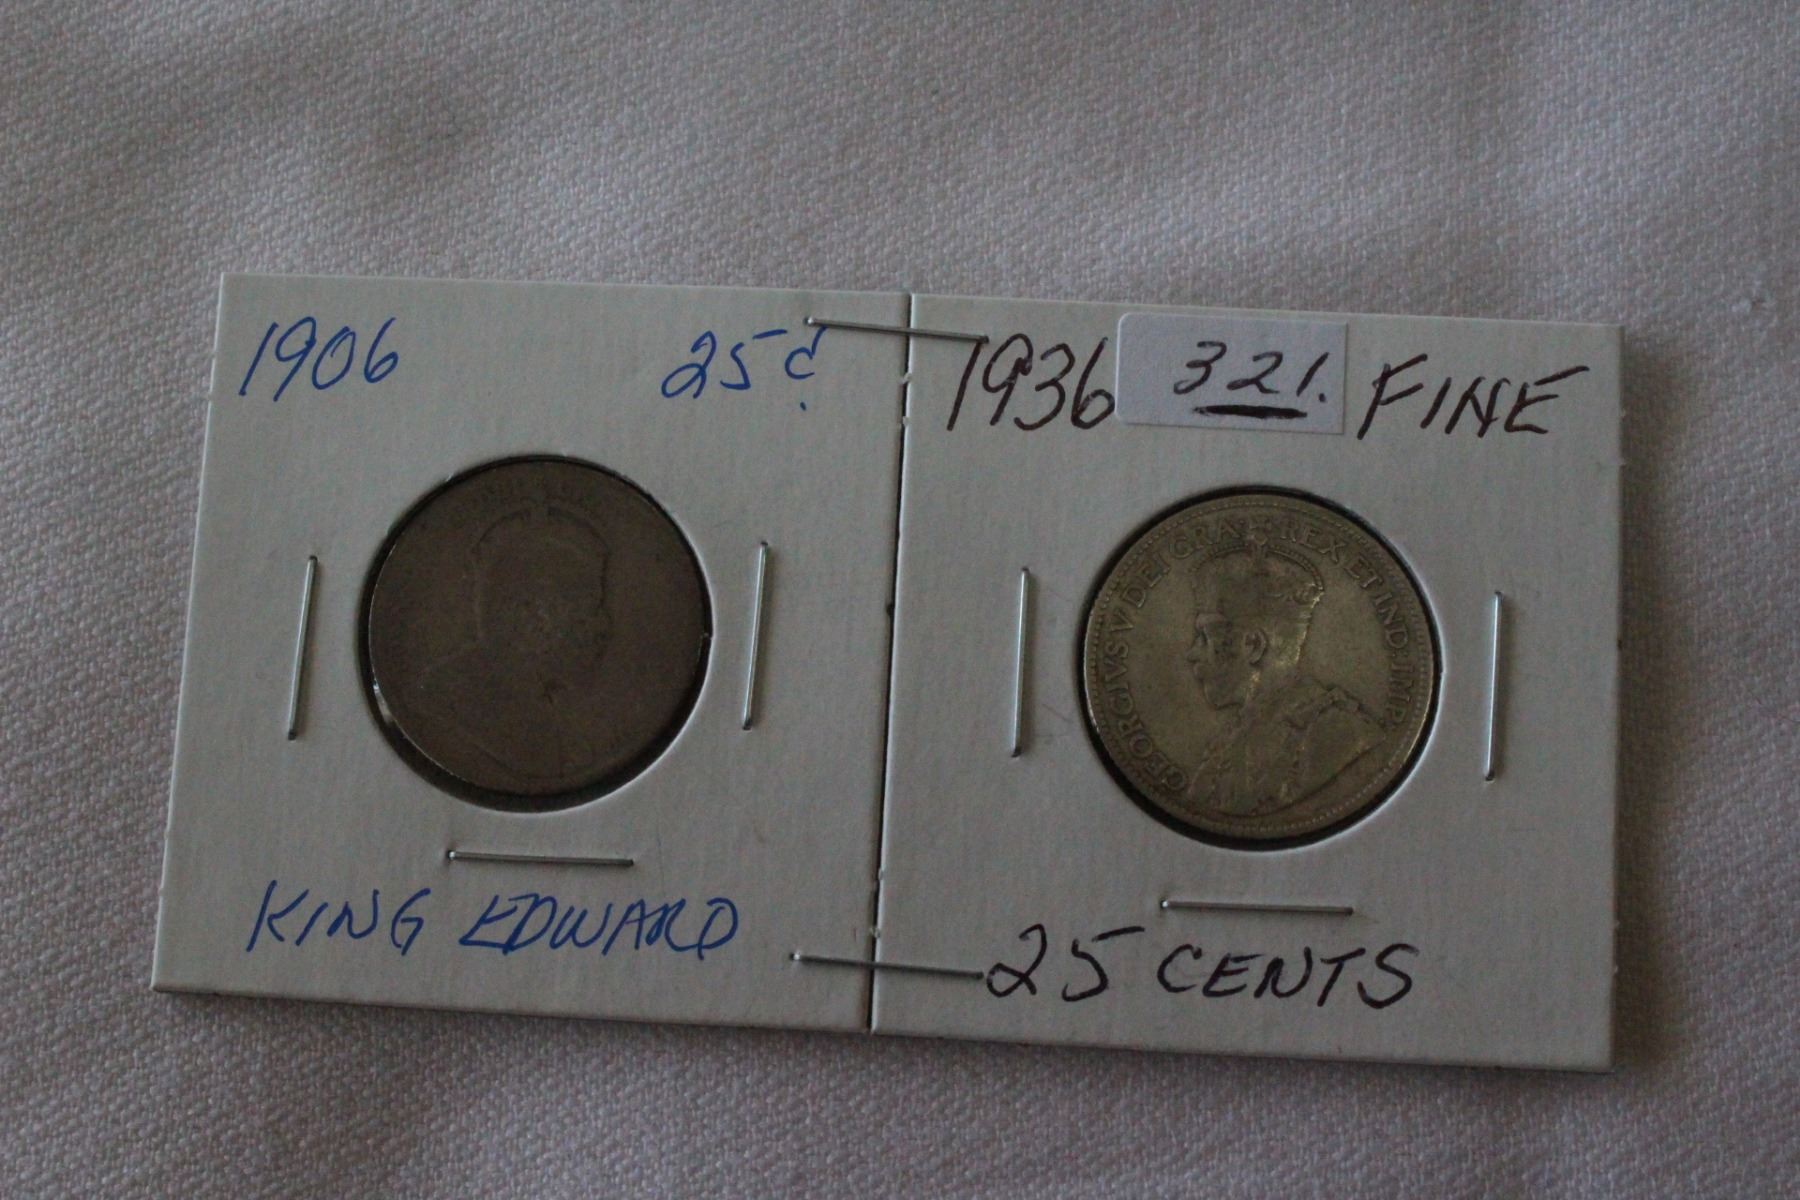 1906 25¢
KING EDWARD
1936 321. FINE
GEORGIVS V DEI GRA: REX ET IND: IMP:
25 CENTS